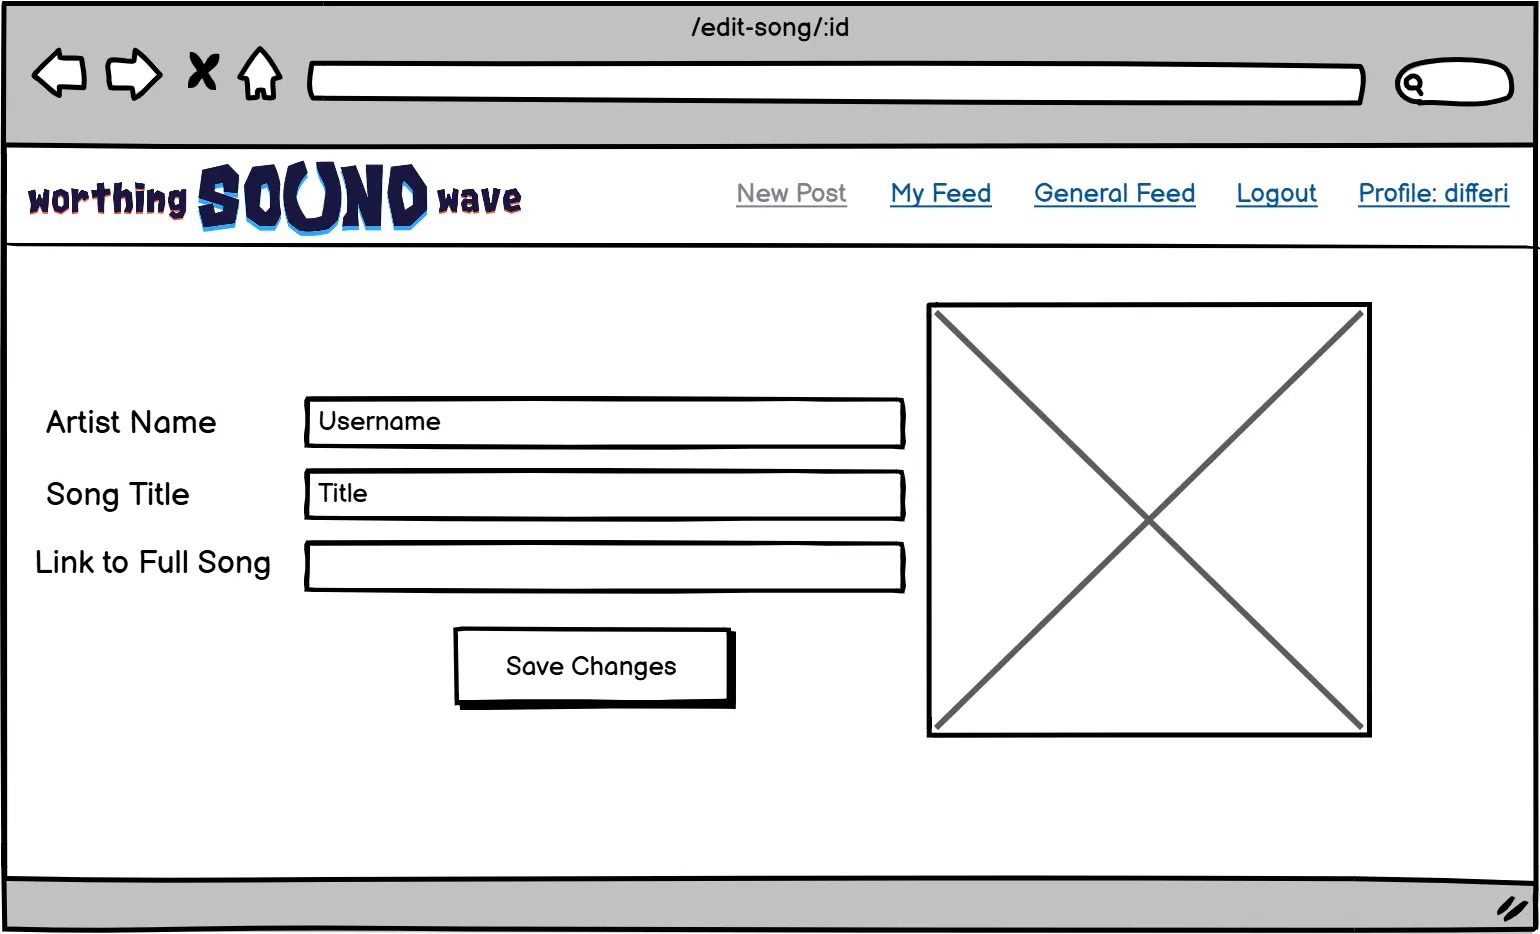 /edit-song/:id
worthing SOUND wave
New Post My Feed General Feed Logout Profile: differi
Artist Name Username
Song Title Title
Link to Full Song
Save Changes